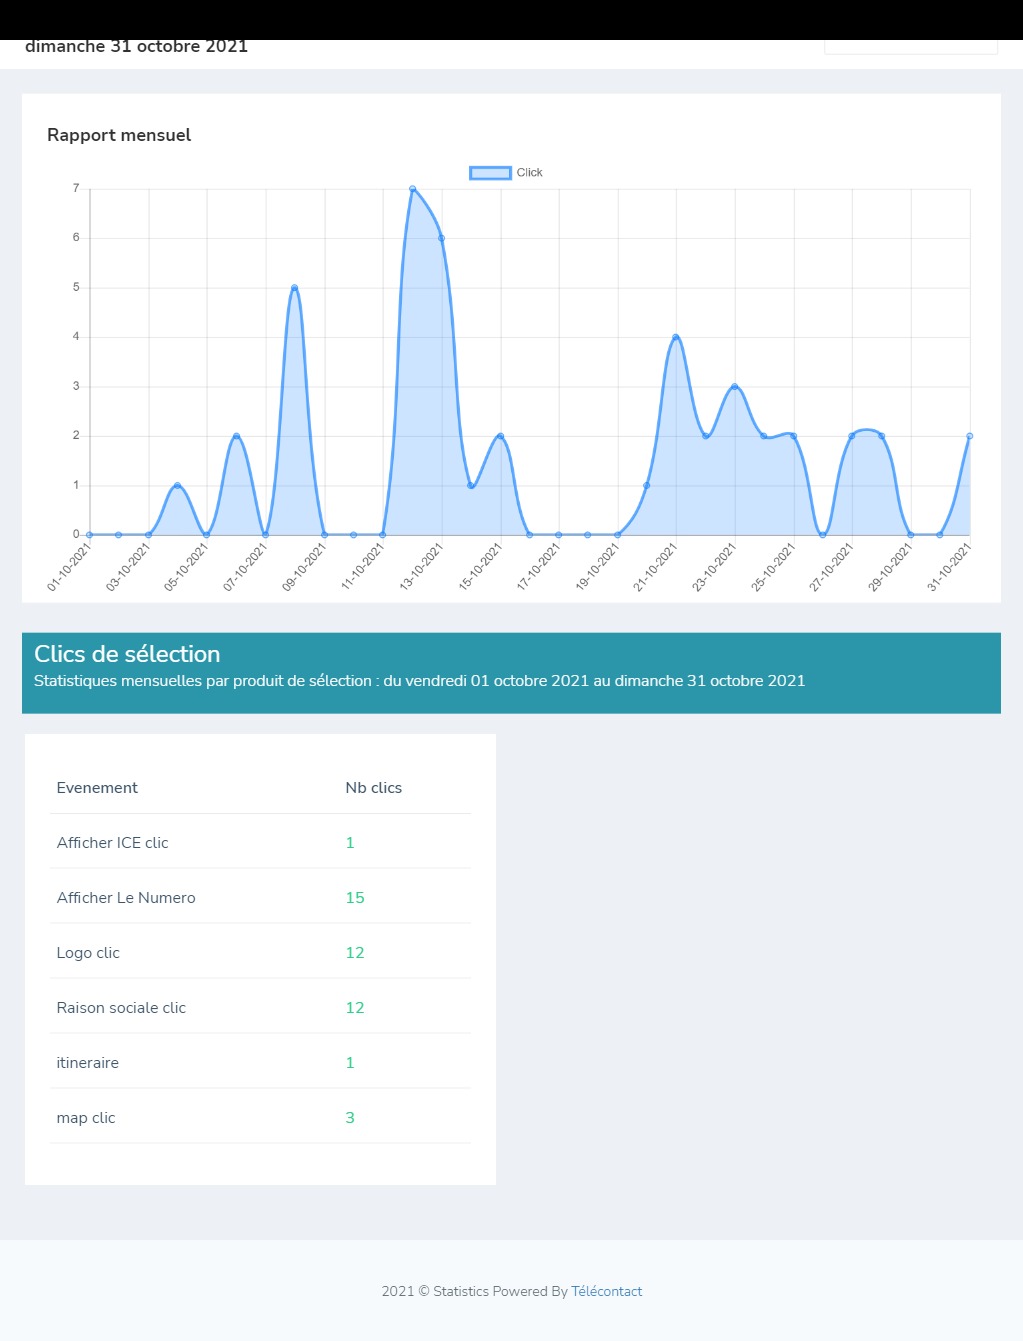 dimanche 31 octobre 2021
Rapport mensuel
Click
7
6
5
4
3
2
1
0
01-10-2021
03-10-2021
05-10-2021
07-10-2021
09-10-2021
11-10-2021
13-10-2021
15-10-2021
17-10-2021
19-10-2021
21-10-2021
23-10-2021
25-10-2021
27-10-2021
29-10-2021
31-10-2021
Clics de sélection
Statistiques mensuelles par produit de sélection : du vendredi 01 octobre 2021 au dimanche 31 octobre 2021
Evenement Nb clics
Afficher ICE clic 1
Afficher Le Numero 15
Logo clic 12
Raison sociale clic 12
itineraire 1
map clic 3
2021 © Statistics Powered By Télécontact